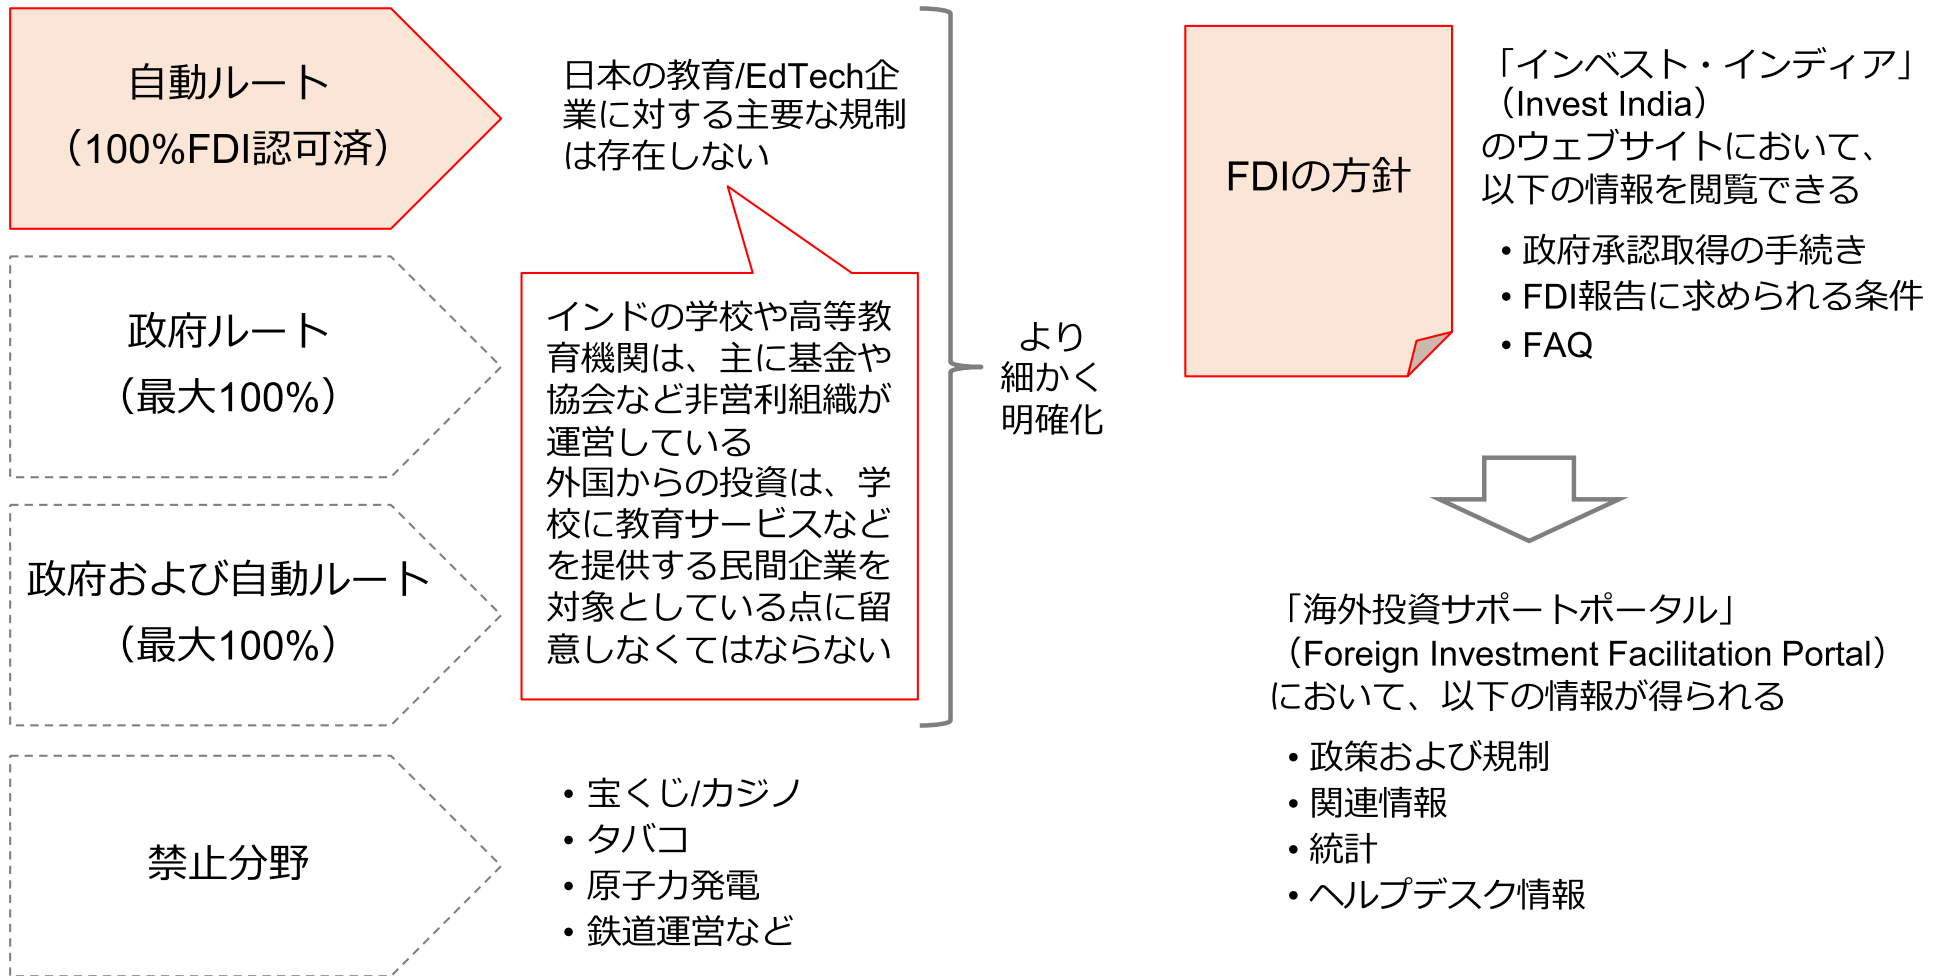 自動ルート
（100%FDI認可済）
日本の教育/EdTech企
業に対する主要な規制
は存在しない
政府ルート
（最大100%）
インドの学校や高等教
育機関は、主に基金や
協会など非営利組織が
運営している
外国からの投資は、学
校に教育サービスなど
を提供する民間企業を
対象としている点に留
意しなくてはならない
政府および自動ルート
（最大100%）
より
細かく
明確化
禁止分野
• 宝くじ/カジノ
• タバコ
• 原子力発電
• 鉄道運営など
FDIの方針
「インベスト・インディア」
（Invest India）
のウェブサイトにおいて、
以下の情報を閲覧できる
• 政府承認取得の手続き
• FDI報告に求められる条件
• FAQ
「海外投資サポートポータル」
（Foreign Investment Facilitation Portal）
において、以下の情報が得られる
• 政策および規制
• 関連情報
• 統計
• ヘルプデスク情報